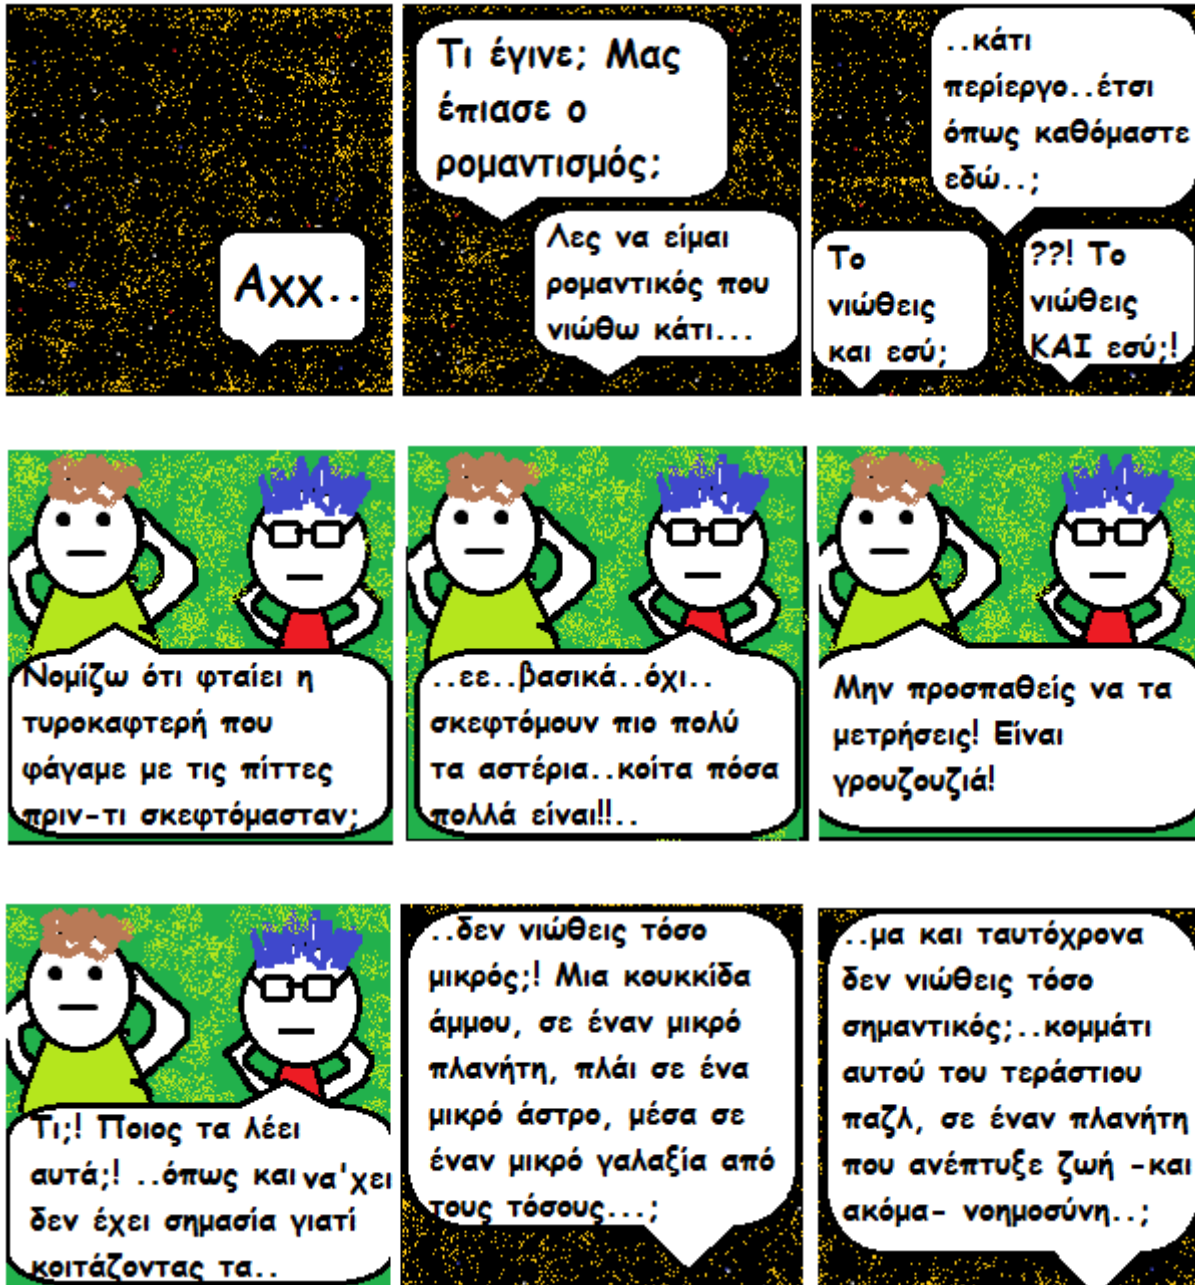 Αχχ..
Τι έγινε; Μας
έπιασε ο
ρομαντισμός;
Λες να είμαι
ρομαντικός που
νιώθω κάτι...
..κάτι
περίεργο..έτσι
όπως καθόμαστε
εδώ..;
Το
νιώθεις
και εσύ;
??! Το
νιώθεις
ΚΑΙ εσύ;!
Νομίζω ότι φταίει η
τυροκαφτερή που
φάγαμε με τις πίττες
πριν-τι σκεφτόμασταν;
..εε..βασικά..όχι..
σκεφτόμουν πιο πολύ
τα αστέρια..κοίτα πόσα
πολλά είναι!!..
Μην προσπαθείς να τα
μετρήσεις! Είναι
γρουζουζιά!
Τι;! Ποιος τα λέει
αυτά;! ..όπως και να'χει
δεν έχει σημασία γιατί
κοιτάζοντας τα..
..δεν νιώθεις τόσο
μικρός;! Μια κουκκίδα
άμμου, σε έναν μικρό
πλανήτη, πλάι σε ένα
μικρό άστρο, μέσα σε
έναν μικρό γαλαξία από
τους τόσους...;
..μα και ταυτόχρονα
δεν νιώθεις τόσο
σημαντικός;..κομμάτι
αυτού του τεράστιου
παζλ, σε έναν πλανήτη
που ανέπτυξε ζωή -και
ακόμα- νοημοσύνη..;